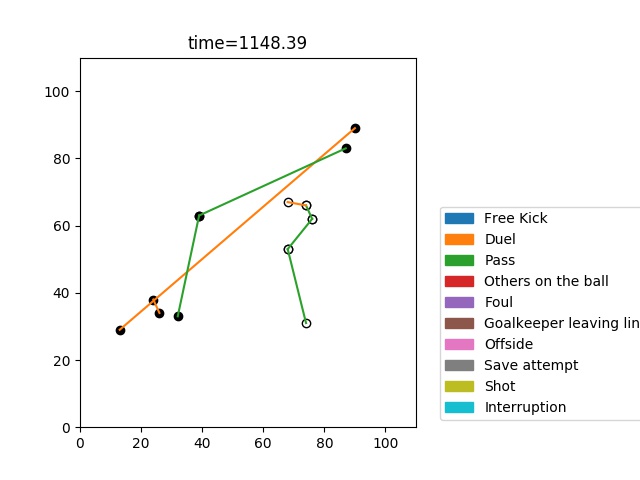 time=1148.39
100
80
60
40
20
0
0 20 40 60 80 100
Free Kick
Duel
Pass
Others on the ball
Foul
Goalkeeper leaving lin
Offside
Save attempt
Shot
Interruption